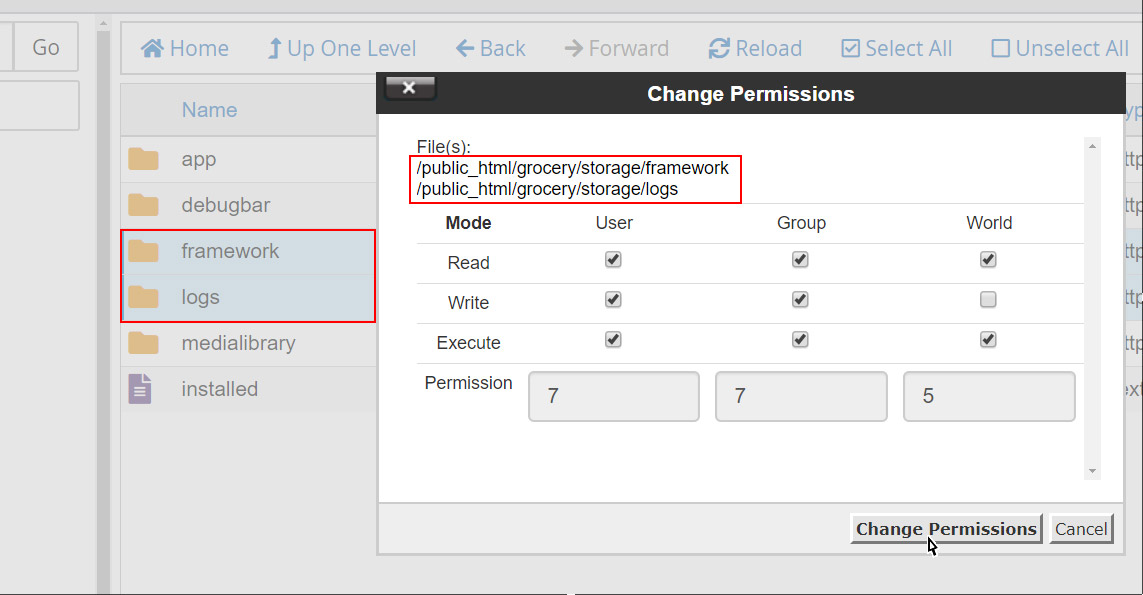 Go
Home Up One Level Back Forward Reload Select All Unselect All
Change Permissions
Name
app
debugbar
framework
logs
medialibrary
installed
File(s):
/public_html/grocery/storage/framework
/public_html/grocery/storage/logs
Mode User Group World
Read
Write
Execute
Permission 7 7 5
Change Permissions Cancel